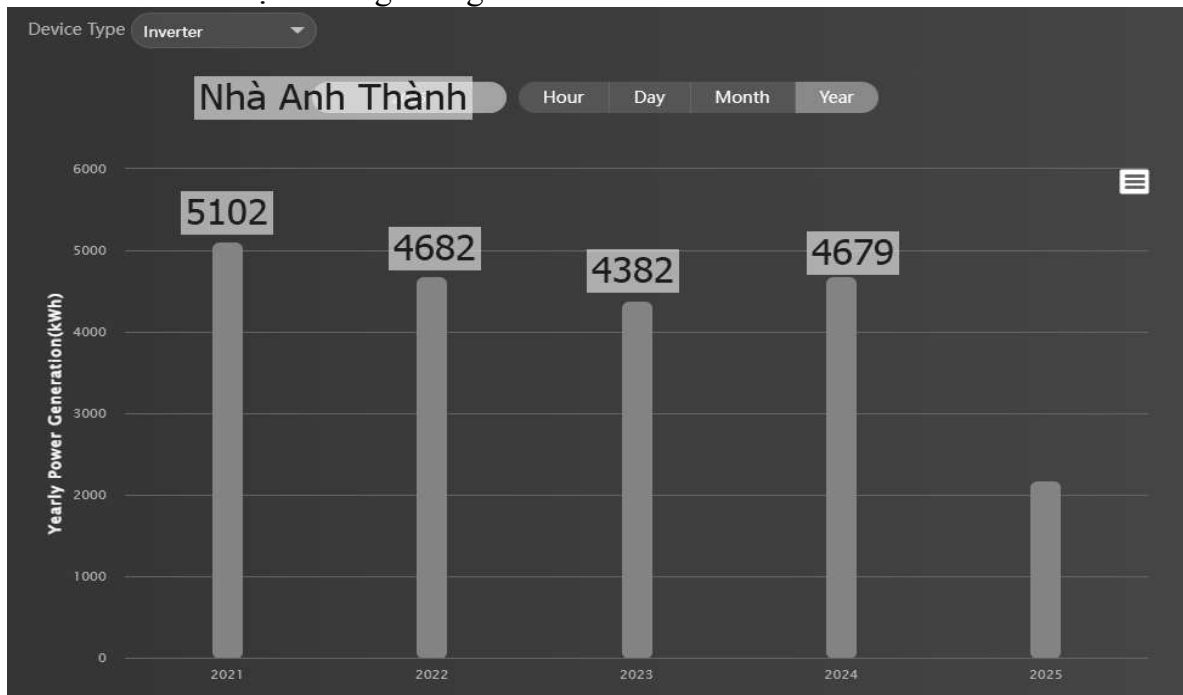 Device Type Inverter
Nhà Anh Thành Hour Day Month Year
6000
5102
5000
4682
4382
4679
Yearly Power Generation(kWh)
4000
3000
2000
1000
0
2021 2022 2023 2024 2025